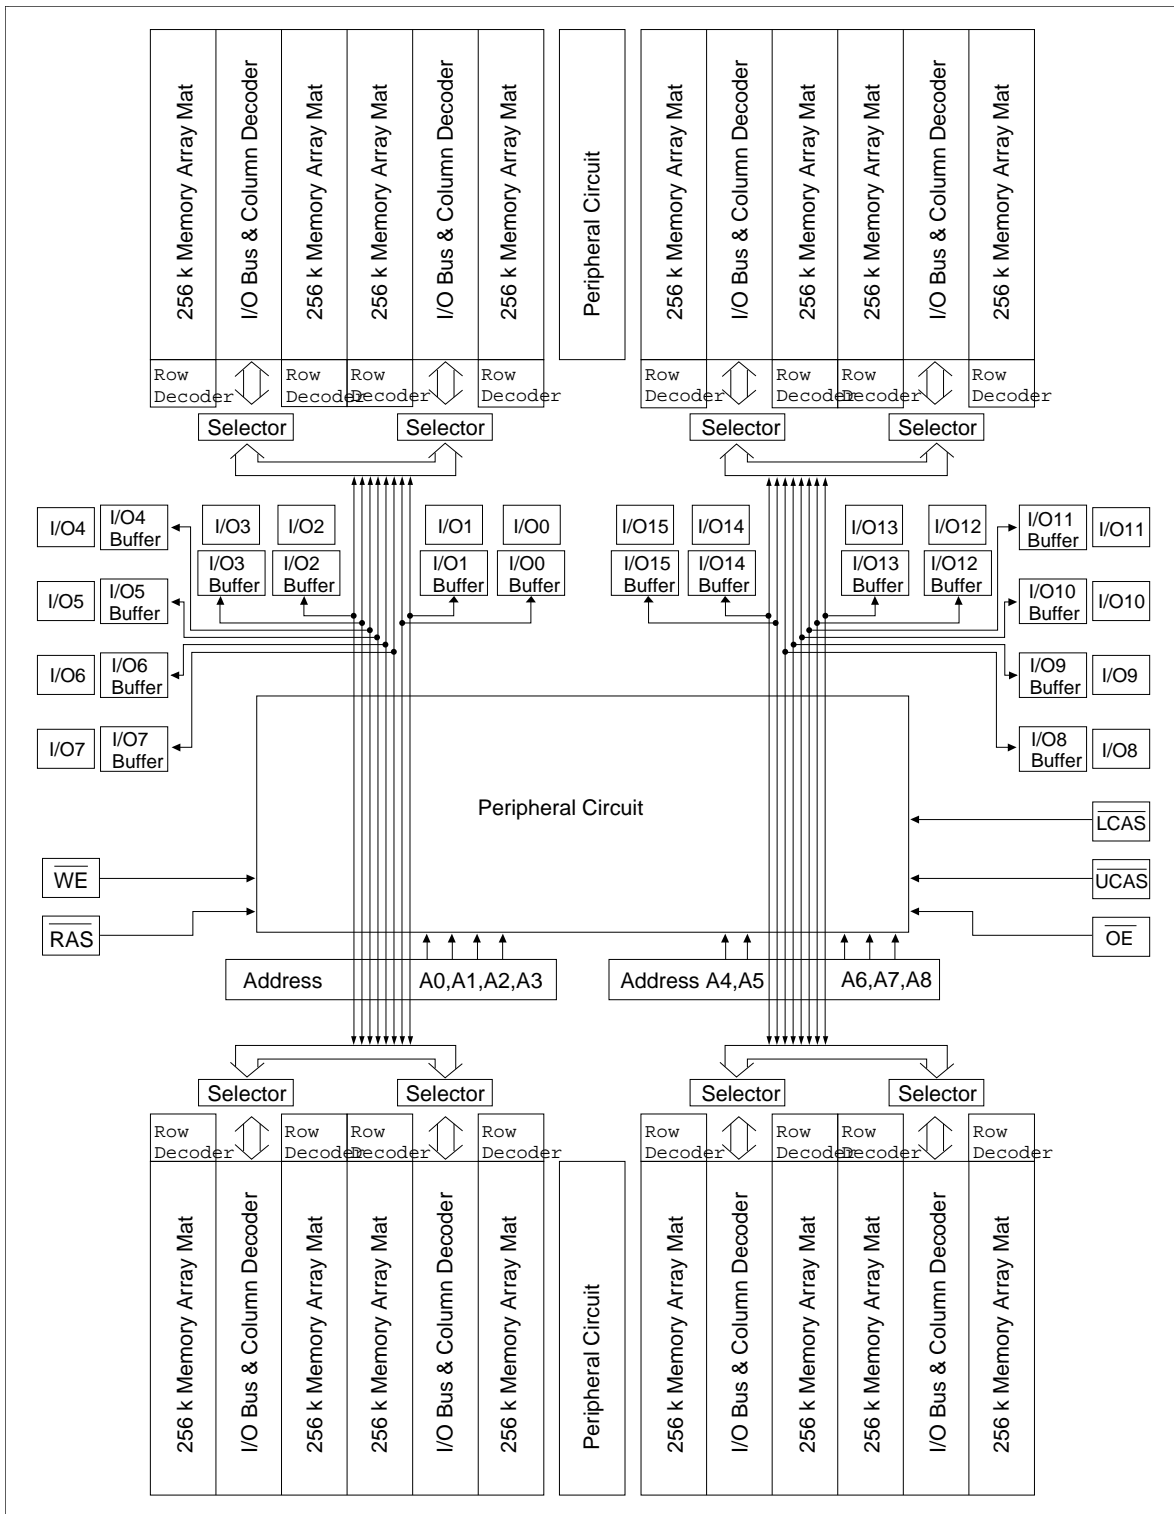 256 k Memory Array Mat
I/O Bus & Column Decoder
256 k Memory Array Mat
256 k Memory Array Mat
I/O Bus & Column Decoder
256 k Memory Array Mat
Peripheral Circuit
256 k Memory Array Mat
I/O Bus & Column Decoder
256 k Memory Array Mat
256 k Memory Array Mat
I/O Bus & Column Decoder
256 k Memory Array Mat
Row
Decoder
Row
Decoder
Row
Decoder
Row
Decoder
Row
Decoder
Row
Decoder
Row
Decoder
Row
Decoder
Selector
Selector
Selector
Selector
I/O4
I/O4
Buffer
I/O3
I/O2
I/O1
I/O0
I/O15
I/O14
I/O13
I/O12
I/O11
Buffer
I/O11
I/O3
Buffer
I/O2
Buffer
I/O1
Buffer
I/O0
Buffer
I/O15
Buffer
I/O14
Buffer
I/O13
Buffer
I/O12
Buffer
I/O5
I/O5
Buffer
I/O10
Buffer
I/O10
I/O6
I/O6
Buffer
I/O9
Buffer
I/O9
I/O7
I/O7
Buffer
I/O8
Buffer
I/O8
Peripheral Circuit
LCAS
WE
UCAS
RAS
OE
Address A0,A1,A2,A3
Address A4,A5 A6,A7,A8
Selector
Selector
Selector
Selector
Row
Decoder
Row
Decoder
Row
Decoder
Row
Decoder
Row
Decoder
Row
Decoder
Row
Decoder
Row
Decoder
256 k Memory Array Mat
I/O Bus & Column Decoder
256 k Memory Array Mat
256 k Memory Array Mat
I/O Bus & Column Decoder
256 k Memory Array Mat
Peripheral Circuit
256 k Memory Array Mat
I/O Bus & Column Decoder
256 k Memory Array Mat
256 k Memory Array Mat
I/O Bus & Column Decoder
256 k Memory Array Mat